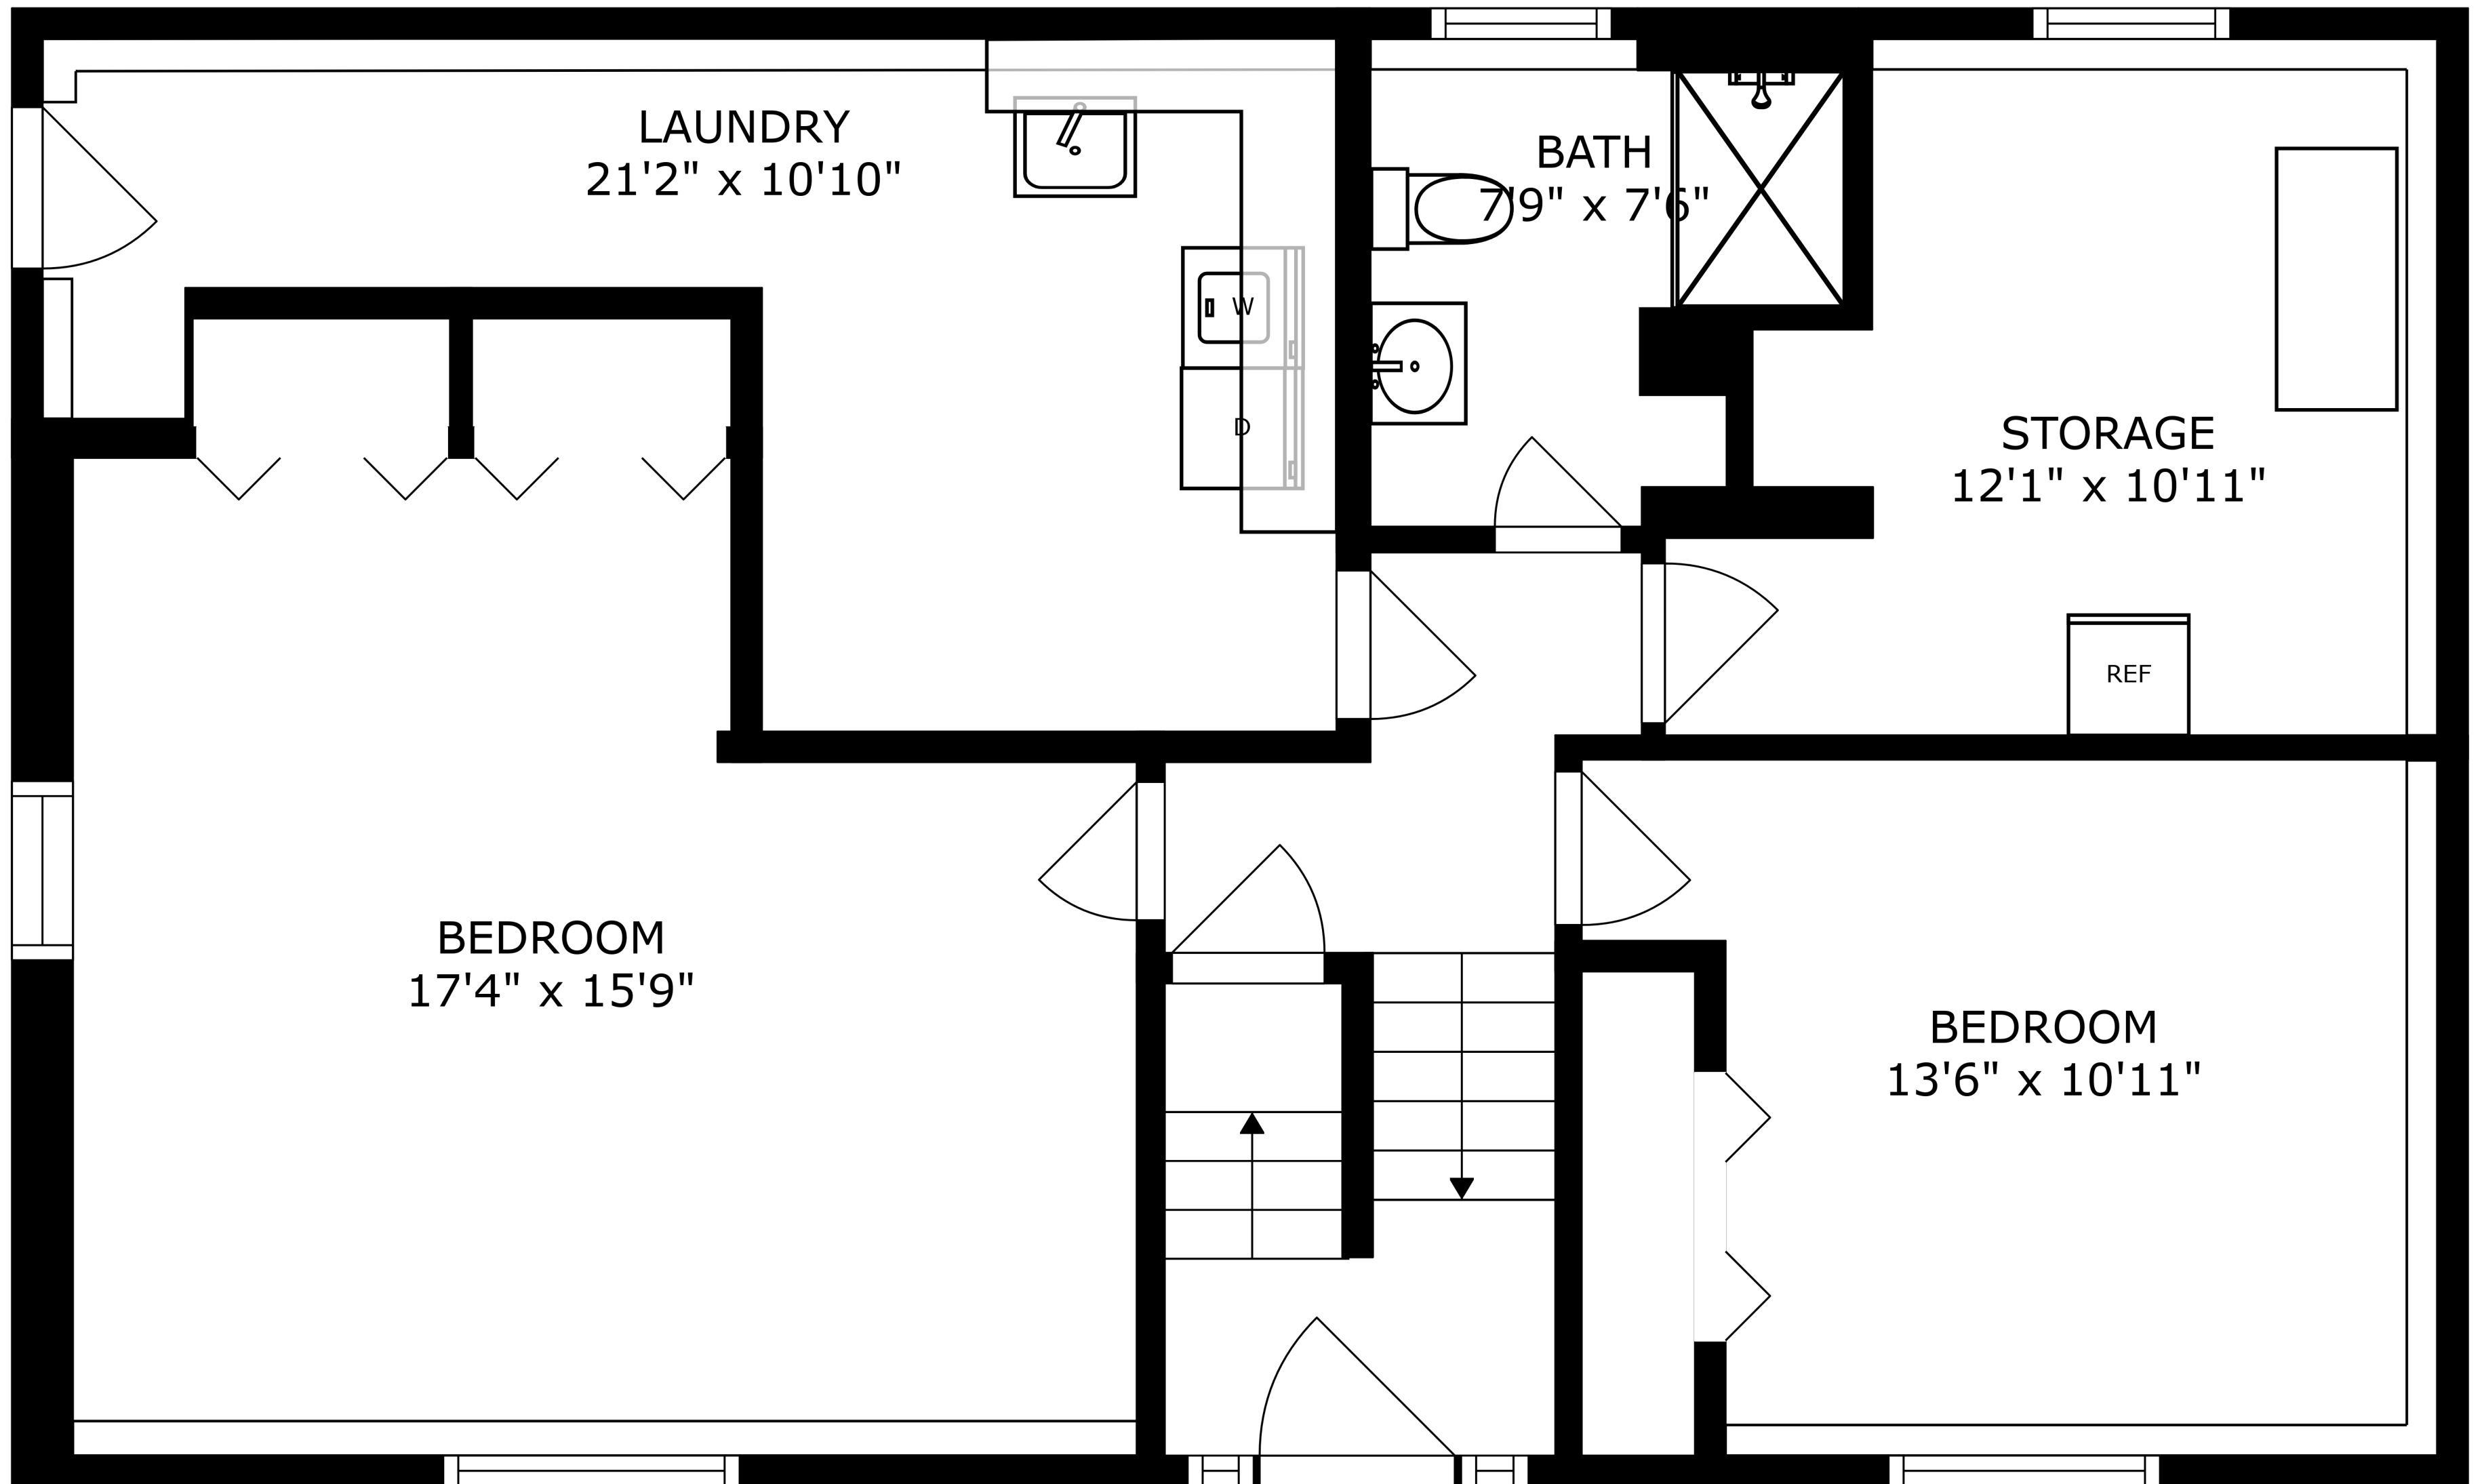 LAUNDRY
21'2" x 10'10"
BATH
7'9" x 7'6"
W
D
STORAGE
12'1" x 10'11"
REF
BEDROOM
17'4" x 15'9"
BEDROOM
13'6" x 10'11"